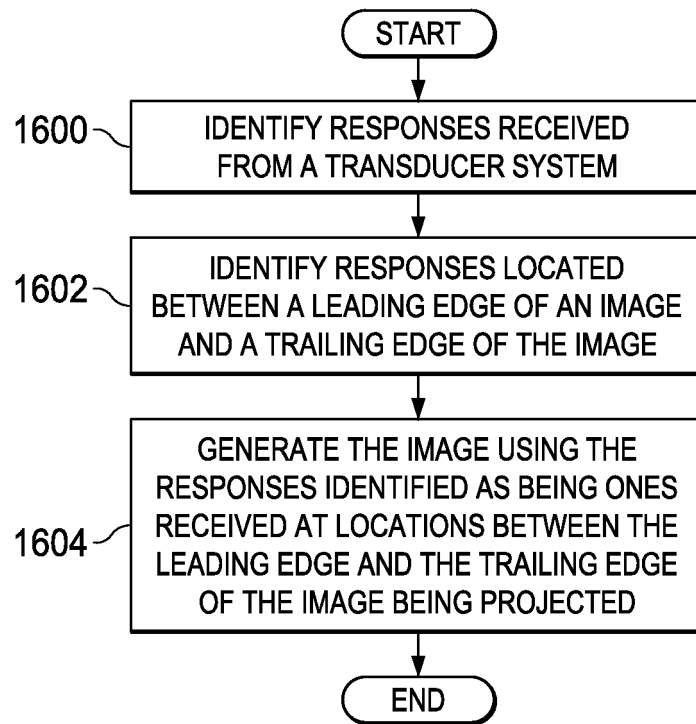 START
1600
IDENTIFY RESPONSES RECEIVED
FROM A TRANSDUCER SYSTEM
1602
IDENTIFY RESPONSES LOCATED
BETWEEN A LEADING EDGE OF AN IMAGE
AND A TRAILING EDGE OF THE IMAGE
1604
GENERATE THE IMAGE USING THE
RESPONSES IDENTIFIED AS BEING ONES
RECEIVED AT LOCATIONS BETWEEN THE
LEADING EDGE AND THE TRAILING EDGE
OF THE IMAGE BEING PROJECTED
END